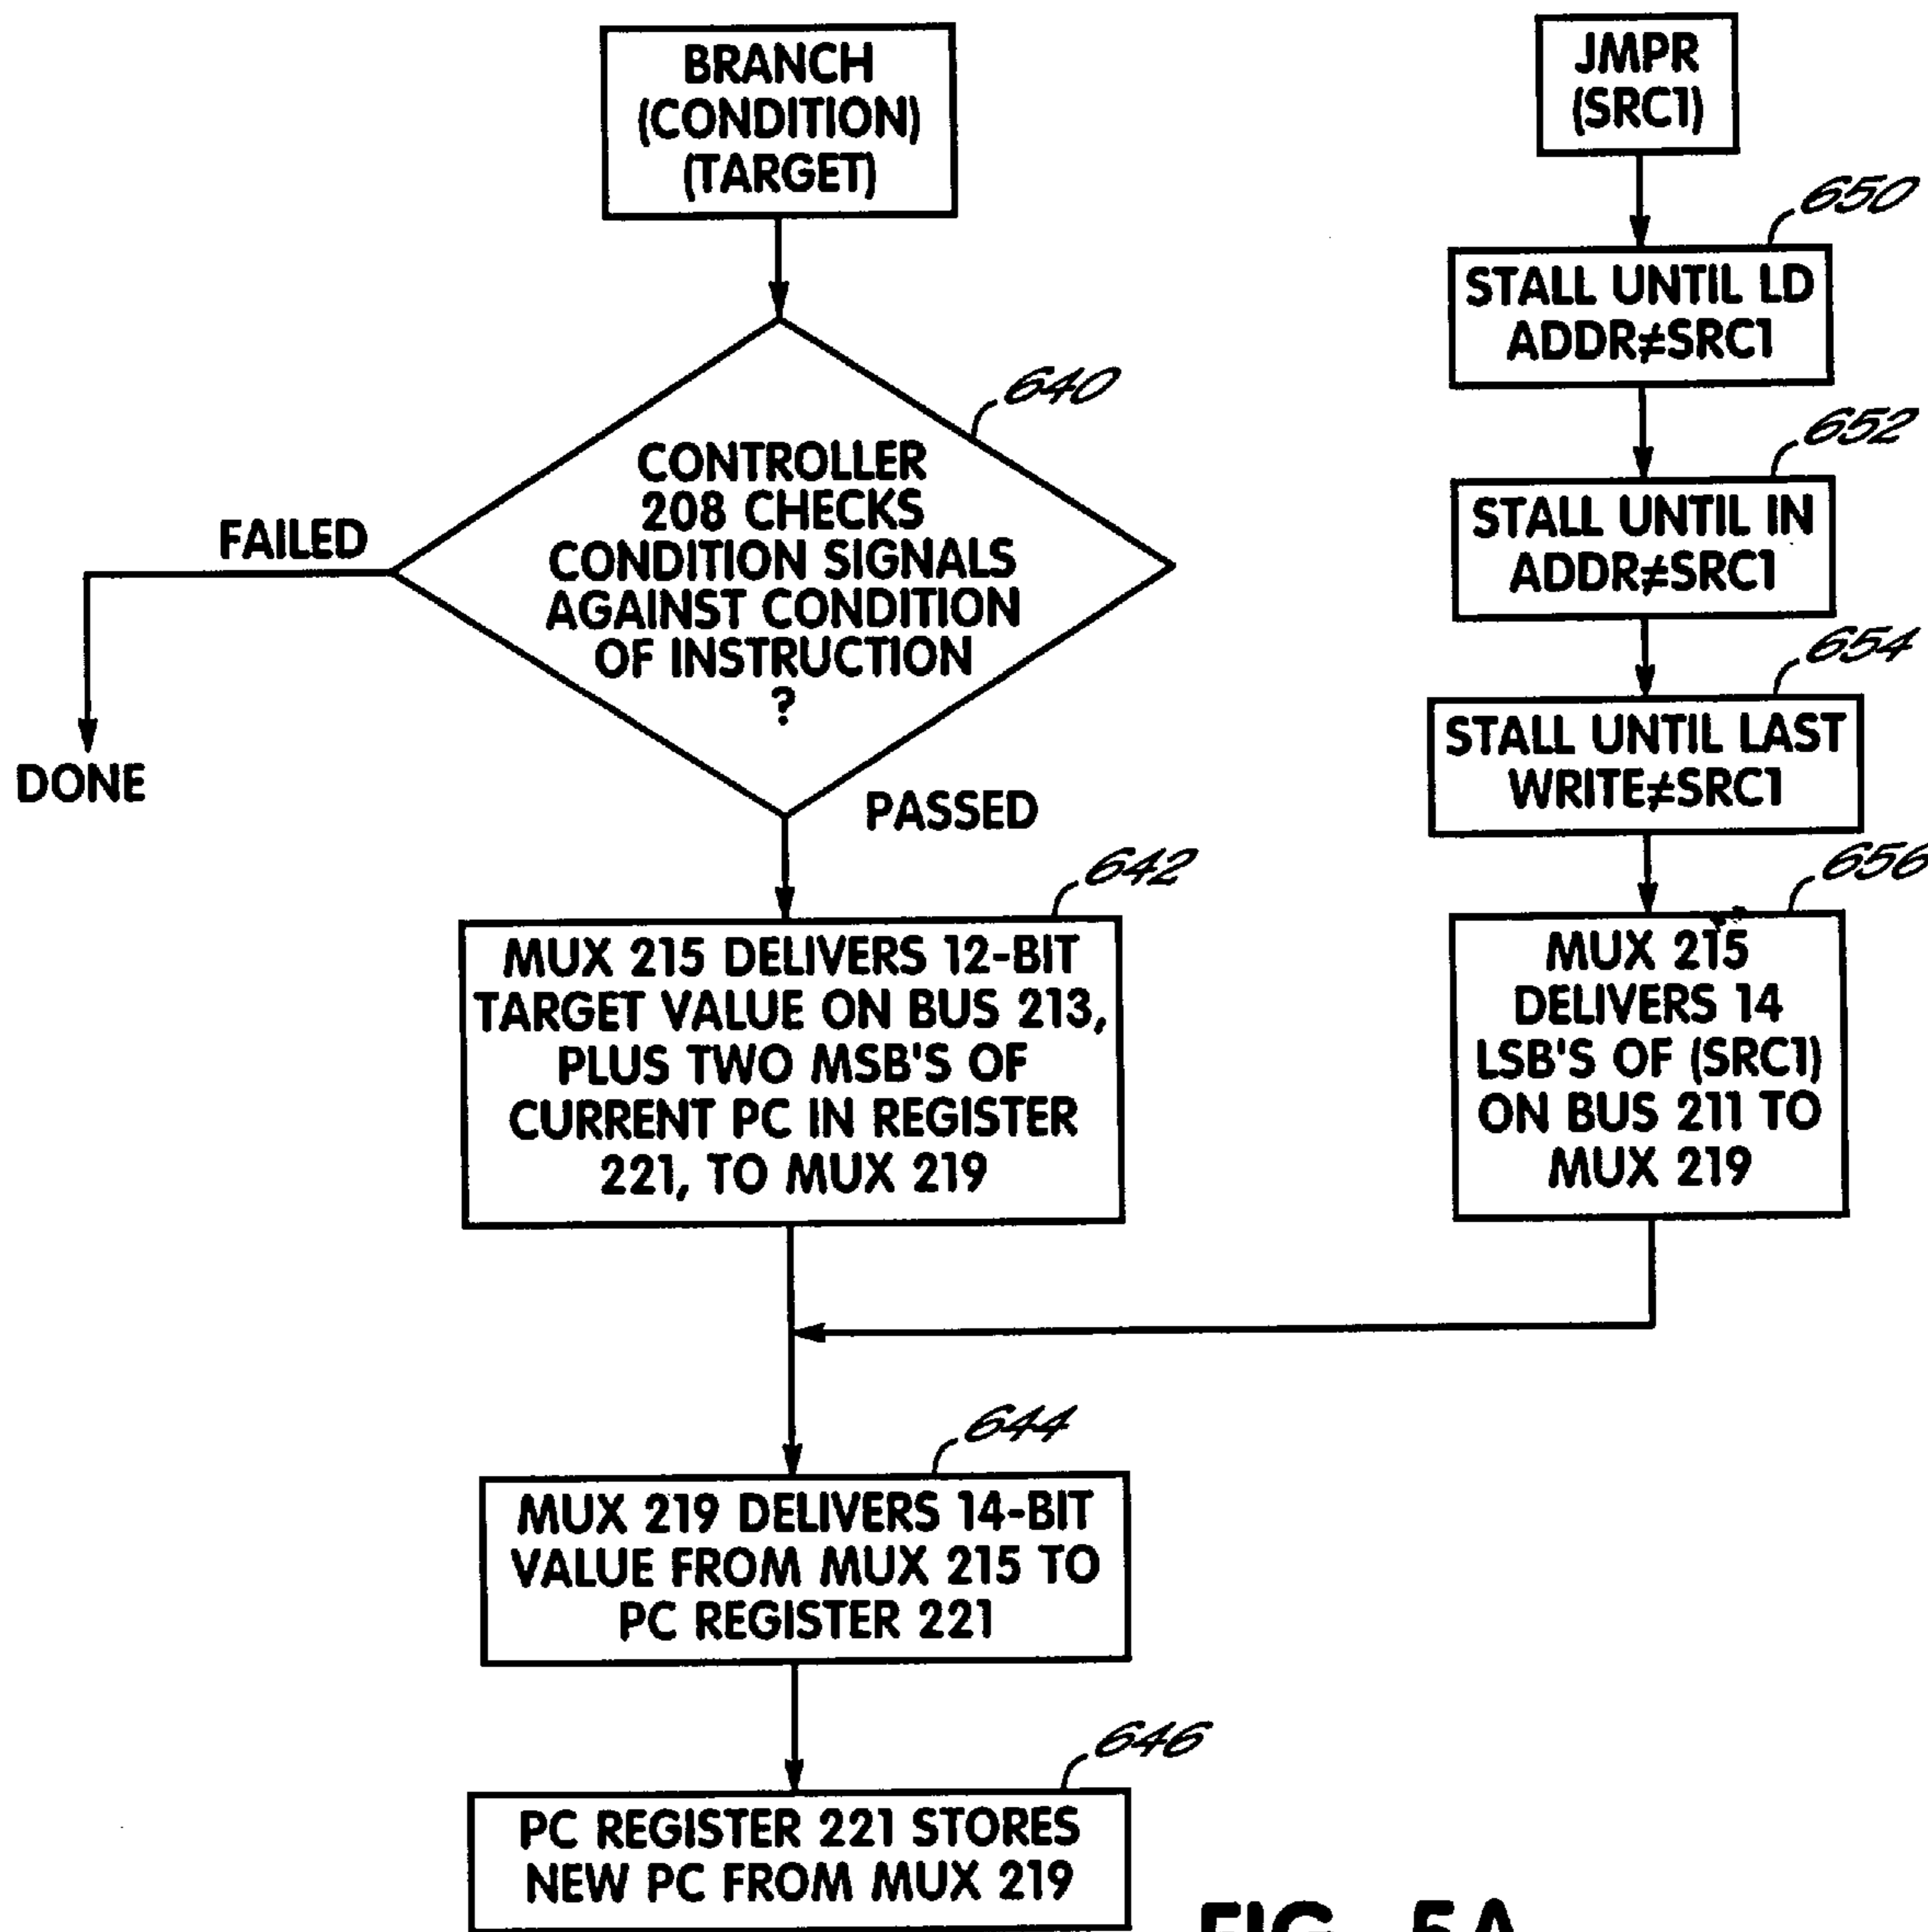 BRANCH
(CONDITION)
(TARGET)
640
CONTROLLER
208 CHECKS
CONDITION SIGNALS
AGAINST CONDITION
OF INSTRUCTION
?
FAILED
DONE
PASSED
642
MUX 215 DELIVERS 12-BIT
TARGET VALUE ON BUS 213,
PLUS TWO MSB'S OF
CURRENT PC IN REGISTER
221, TO MUX 219
JMPR
(SRC1)
650
STALL UNTIL LD
ADDR≠SRC1
652
STALL UNTIL IN
ADDR≠SRC1
654
STALL UNTIL LAST
WRITE≠SRC1
656
MUX 215
DELIVERS 14
LSB'S OF (SRC1)
ON BUS 211 TO
MUX 219
644
MUX 219 DELIVERS 14-BIT
VALUE FROM MUX 215 TO
PC REGISTER 221
646
PC REGISTER 221 STORES
NEW PC FROM MUX 219
FIG. 5A